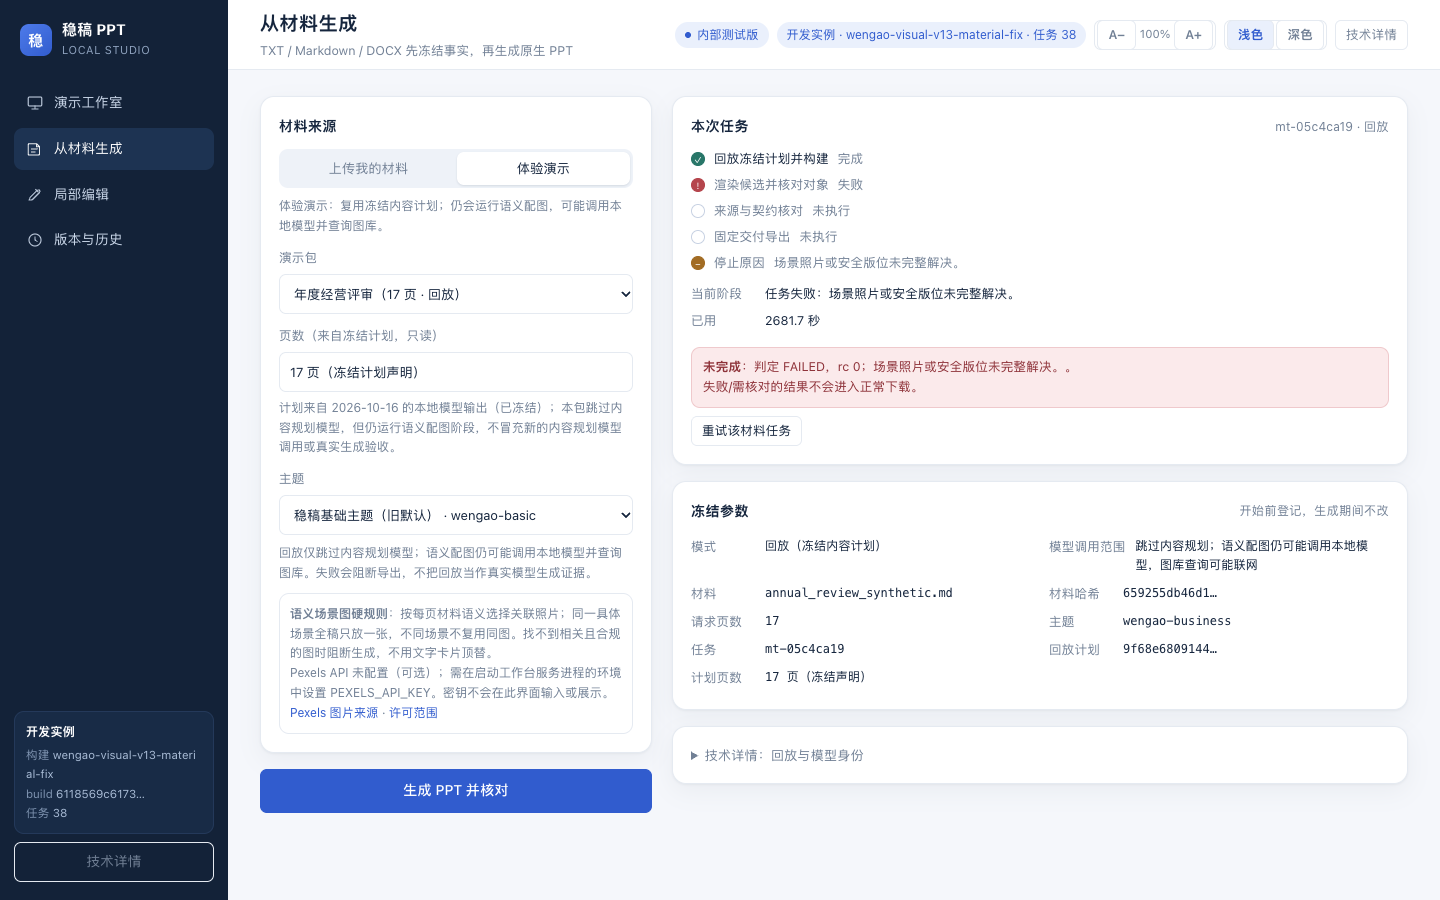 稳
稳稿 PPT
LOCAL STUDIO
演示工作室
从材料生成
局部编辑
版本与历史
开发实例
构建 wengao-visual-v13-materi
al-fix
build 6118569c6173…
任务 38
技术详情
从材料生成
TXT / Markdown / DOCX 先冻结事实，再生成原生 PPT
内部测试版
开发实例 · wengao-visual-v13-material-fix · 任务 38
A−
100%
A+
浅色
深色
技术详情
材料来源
上传我的材料
体验演示
体验演示：复用冻结内容计划；仍会运行语义配图，可能调用本
地模型并查询图库。
演示包
年度经营评审（17 页 · 回放）
页数（来自冻结计划，只读）
17 页（冻结计划声明）
计划来自 2026-10-16 的本地模型输出（已冻结）；本包跳过内
容规划模型，但仍运行语义配图阶段，不冒充新的内容规划模型
调用或真实生成验收。
主题
稳稿基础主题（旧默认） · wengao-basic
回放仅跳过内容规划模型；语义配图仍可能调用本地模型并查询
图库。失败会阻断导出，不把回放当作真实模型生成证据。
语义场景图硬规则：按每页材料语义选择关联照片；同一具体
场景全稿只放一张，不同场景不复用同图。找不到相关且合规
的图时阻断生成，不用文字卡片顶替。
Pexels API 未配置（可选）；需在启动工作台服务进程的环境
中设置 PEXELS_API_KEY。密钥不会在此界面输入或展示。
Pexels 图片来源 · 许可范围
生成 PPT 并核对
本次任务
mt-05c4ca19 · 回放
回放冻结计划并构建 完成
渲染候选并核对对象 失败
来源与契约核对 未执行
固定交付导出 未执行
停止原因 场景照片或安全版位未完整解决。
当前阶段 任务失败：场景照片或安全版位未完整解决。
已用 2681.7 秒
未完成：判定 FAILED，rc 0；场景照片或安全版位未完整解决。。
失败/需核对的结果不会进入正常下载。
重试该材料任务
冻结参数
开始前登记，生成期间不改
模式 回放（冻结内容计划）
模型调用范围 跳过内容规划；语义配图仍可能调用本地模
型，图库查询可能联网
材料 annual_review_synthetic.md
材料哈希 659255db46d1…
请求页数 17
主题 wengao-business
任务 mt-05c4ca19
回放计划 9f68e6809144…
计划页数 17 页（冻结声明）
技术详情：回放与模型身份